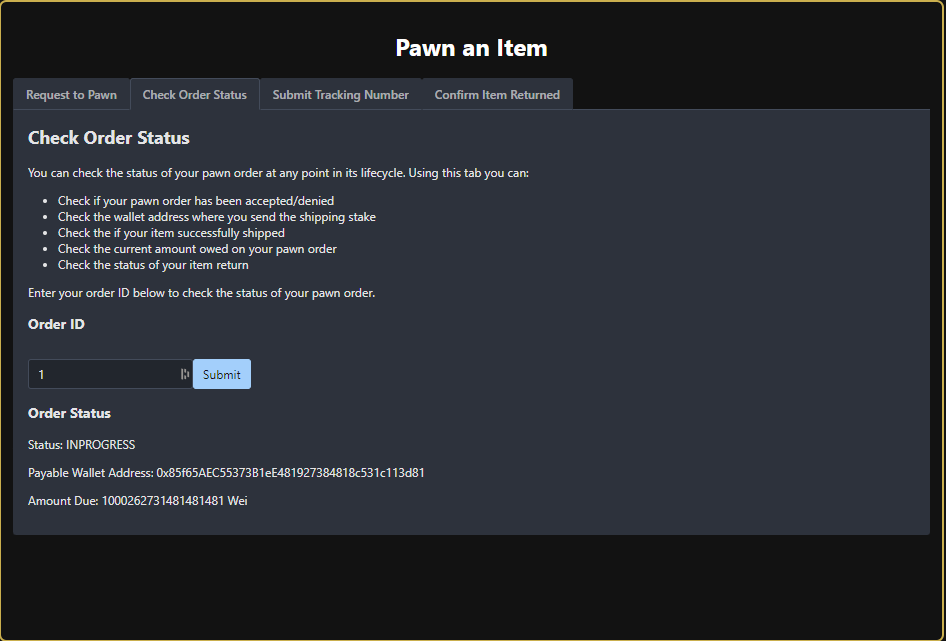 Pawn an Item
Request to Pawn
Check Order Status
Submit Tracking Number
Confirm Item Returned
Check Order Status
You can check the status of your pawn order at any point in its lifecycle. Using this tab you can:
Check if your pawn order has been accepted/denied
Check the wallet address where you send the shipping stake
Check the if your item successfully shipped
Check the current amount owed on your pawn order
Check the status of your item return
Enter your order ID below to check the status of your pawn order.
Order ID
1
Submit
Order Status
Status: INPROGRESS
Payable Wallet Address: 0x85f65AEC55373B1eE481927384818c531c113d81
Amount Due: 1000262731481481481 Wei